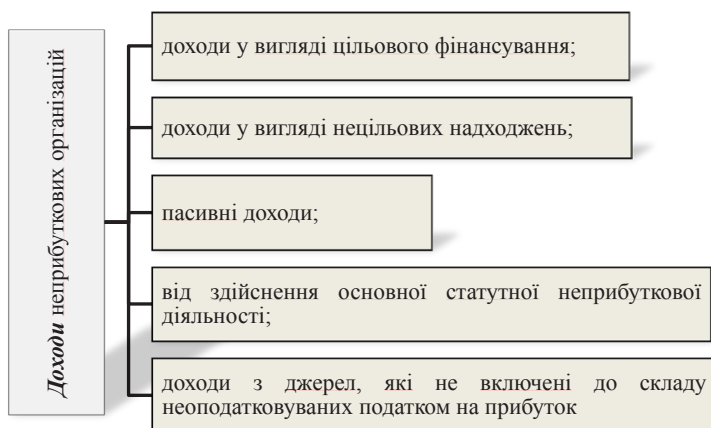 Доходи неприбуткових організацій
доходи у вигляді цільового фінансування;
доходи у вигляді нецільових надходжень;
пасивні доходи;
від здійснення основної статутної неприбуткової
діяльності;
доходи з джерел, які не включені до складу
неоподатковуваних податком на прибуток